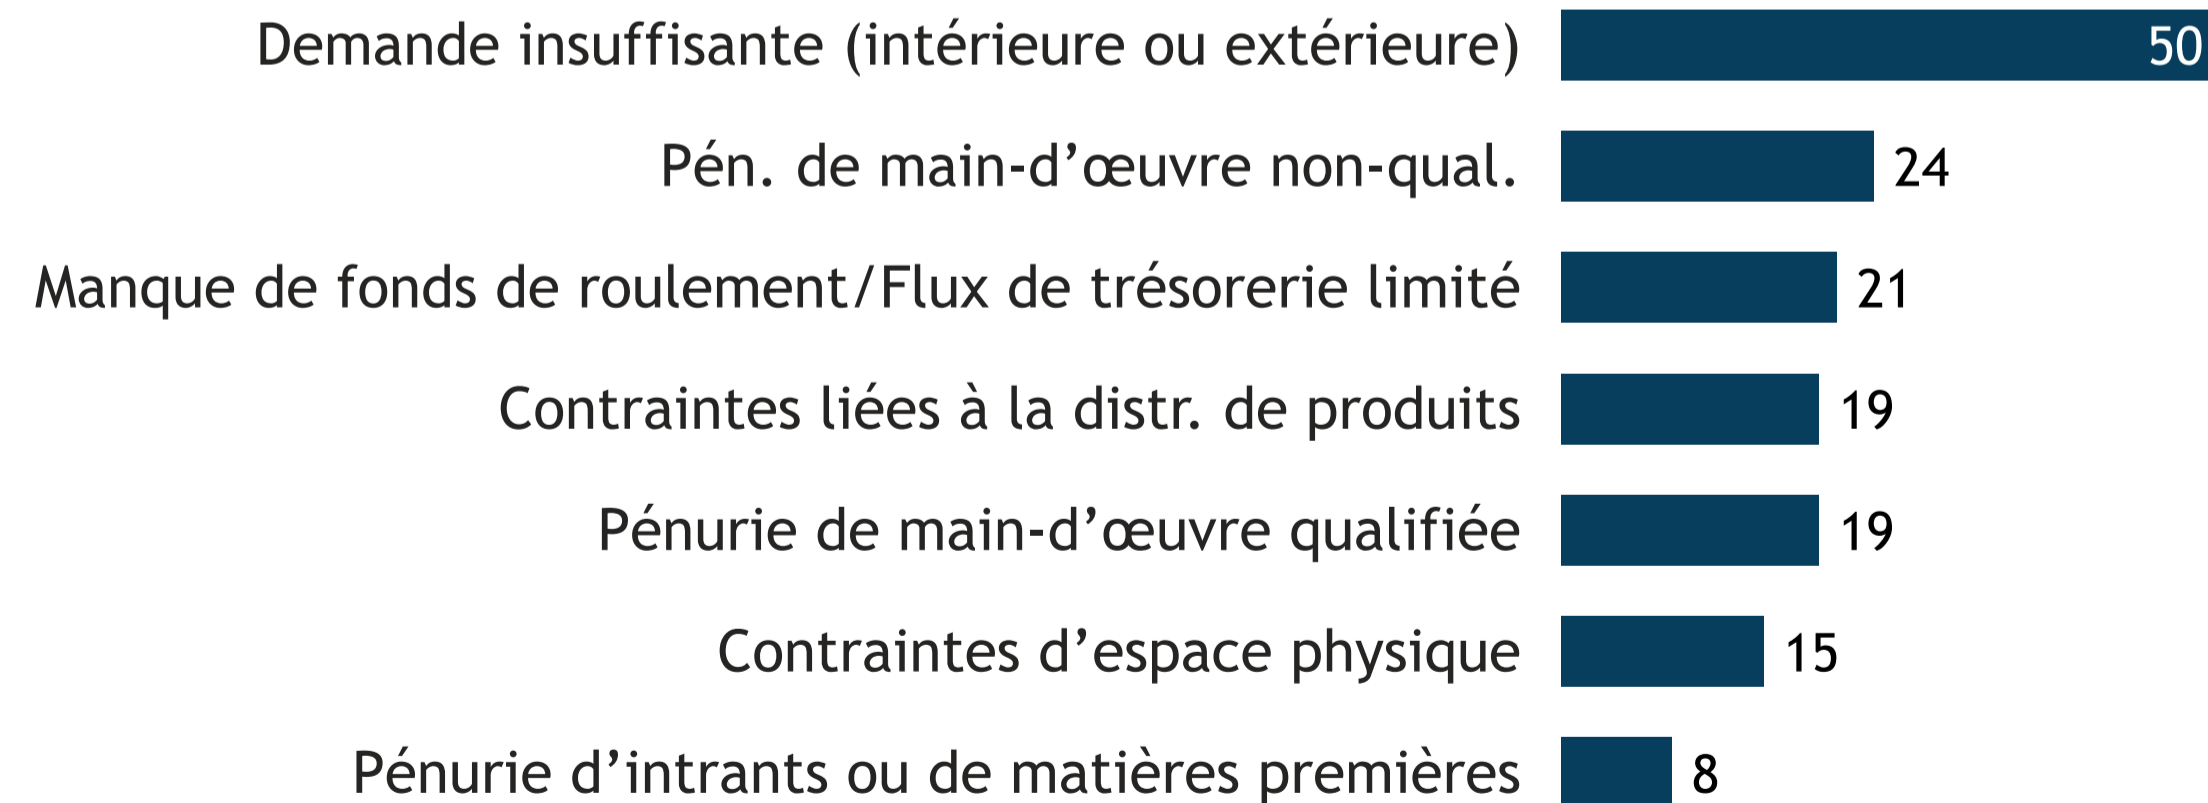 Demande insuffisante (intérieure ou extérieure) 50
Pén. de main-d’œuvre non-qual. 24
Manque de fonds de roulement/Flux de trésorerie limité 21
Contraintes liées à la distr. de produits 19
Pénurie de main-d’œuvre qualifiée 19
Contraintes d’espace physique 15
Pénurie d’intrants ou de matières premières 8